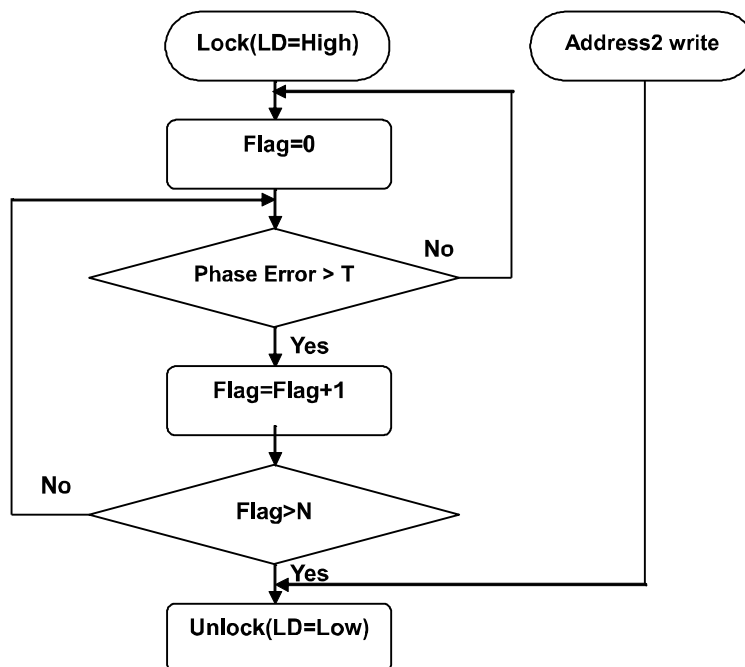 Lock(LD=High)
Address2 write
Flag=0
No
Phase Error > T
Yes
Flag=Flag+1
No
Flag>N
Yes
Unlock(LD=Low)